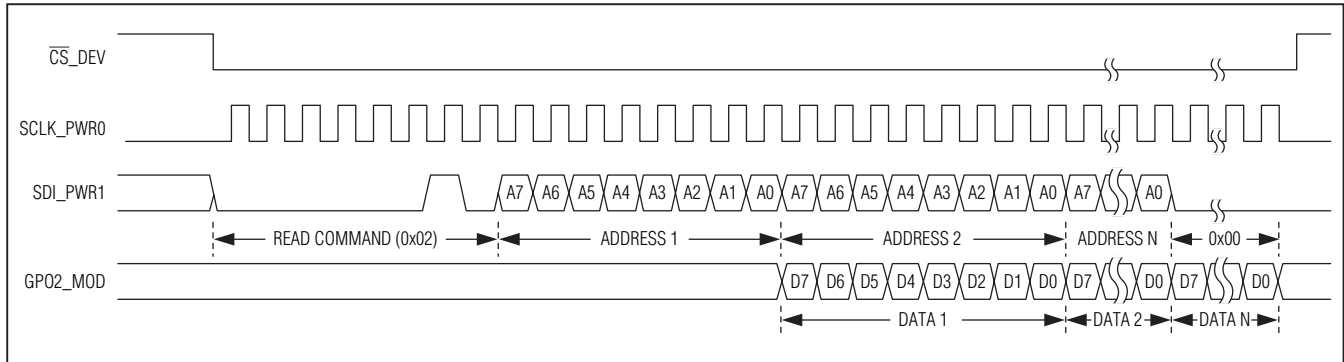 CS_DEV
SCLK_PWR0
SDI_PWR1
A7 A6 A5 A4 A3 A2 A1 A0 A7 A6 A5 A4 A3 A2 A1 A0 A7 A0
READ COMMAND (0x02) ADDRESS 1 ADDRESS 2 ADDRESS N 0x00
GPO2_MOD
D7 D6 D5 D4 D3 D2 D1 D0 D7 D0 D7 D0
DATA 1 DATA 2 DATA N